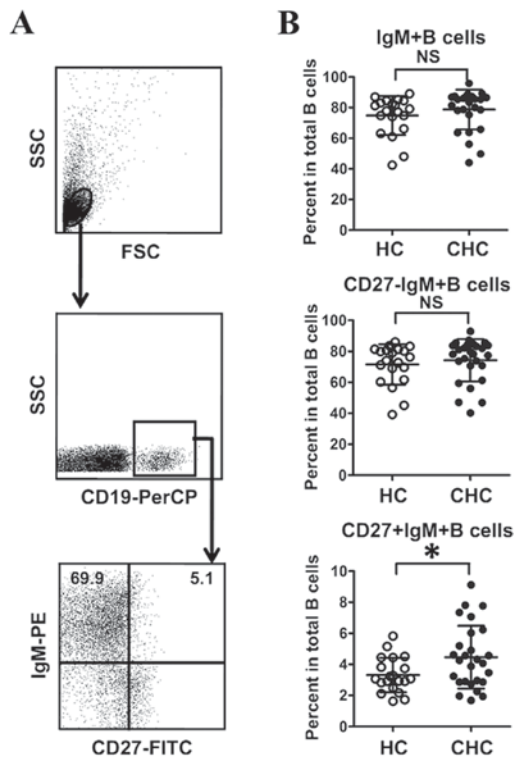 A
SSC
FSC
SSC
CD19-PerCP
69.9 5.1
IgM-PE
CD27-FITC
B
IgM+B cells
NS
Percent in total B cells
100
80
60
40
20
0
HC CHC
CD27-IgM+B cells
NS
Percent in total B cells
100
80
60
40
20
0
HC CHC
CD27+IgM+B cells
*
Percent in total B cells
10
8
6
4
2
0
HC CHC